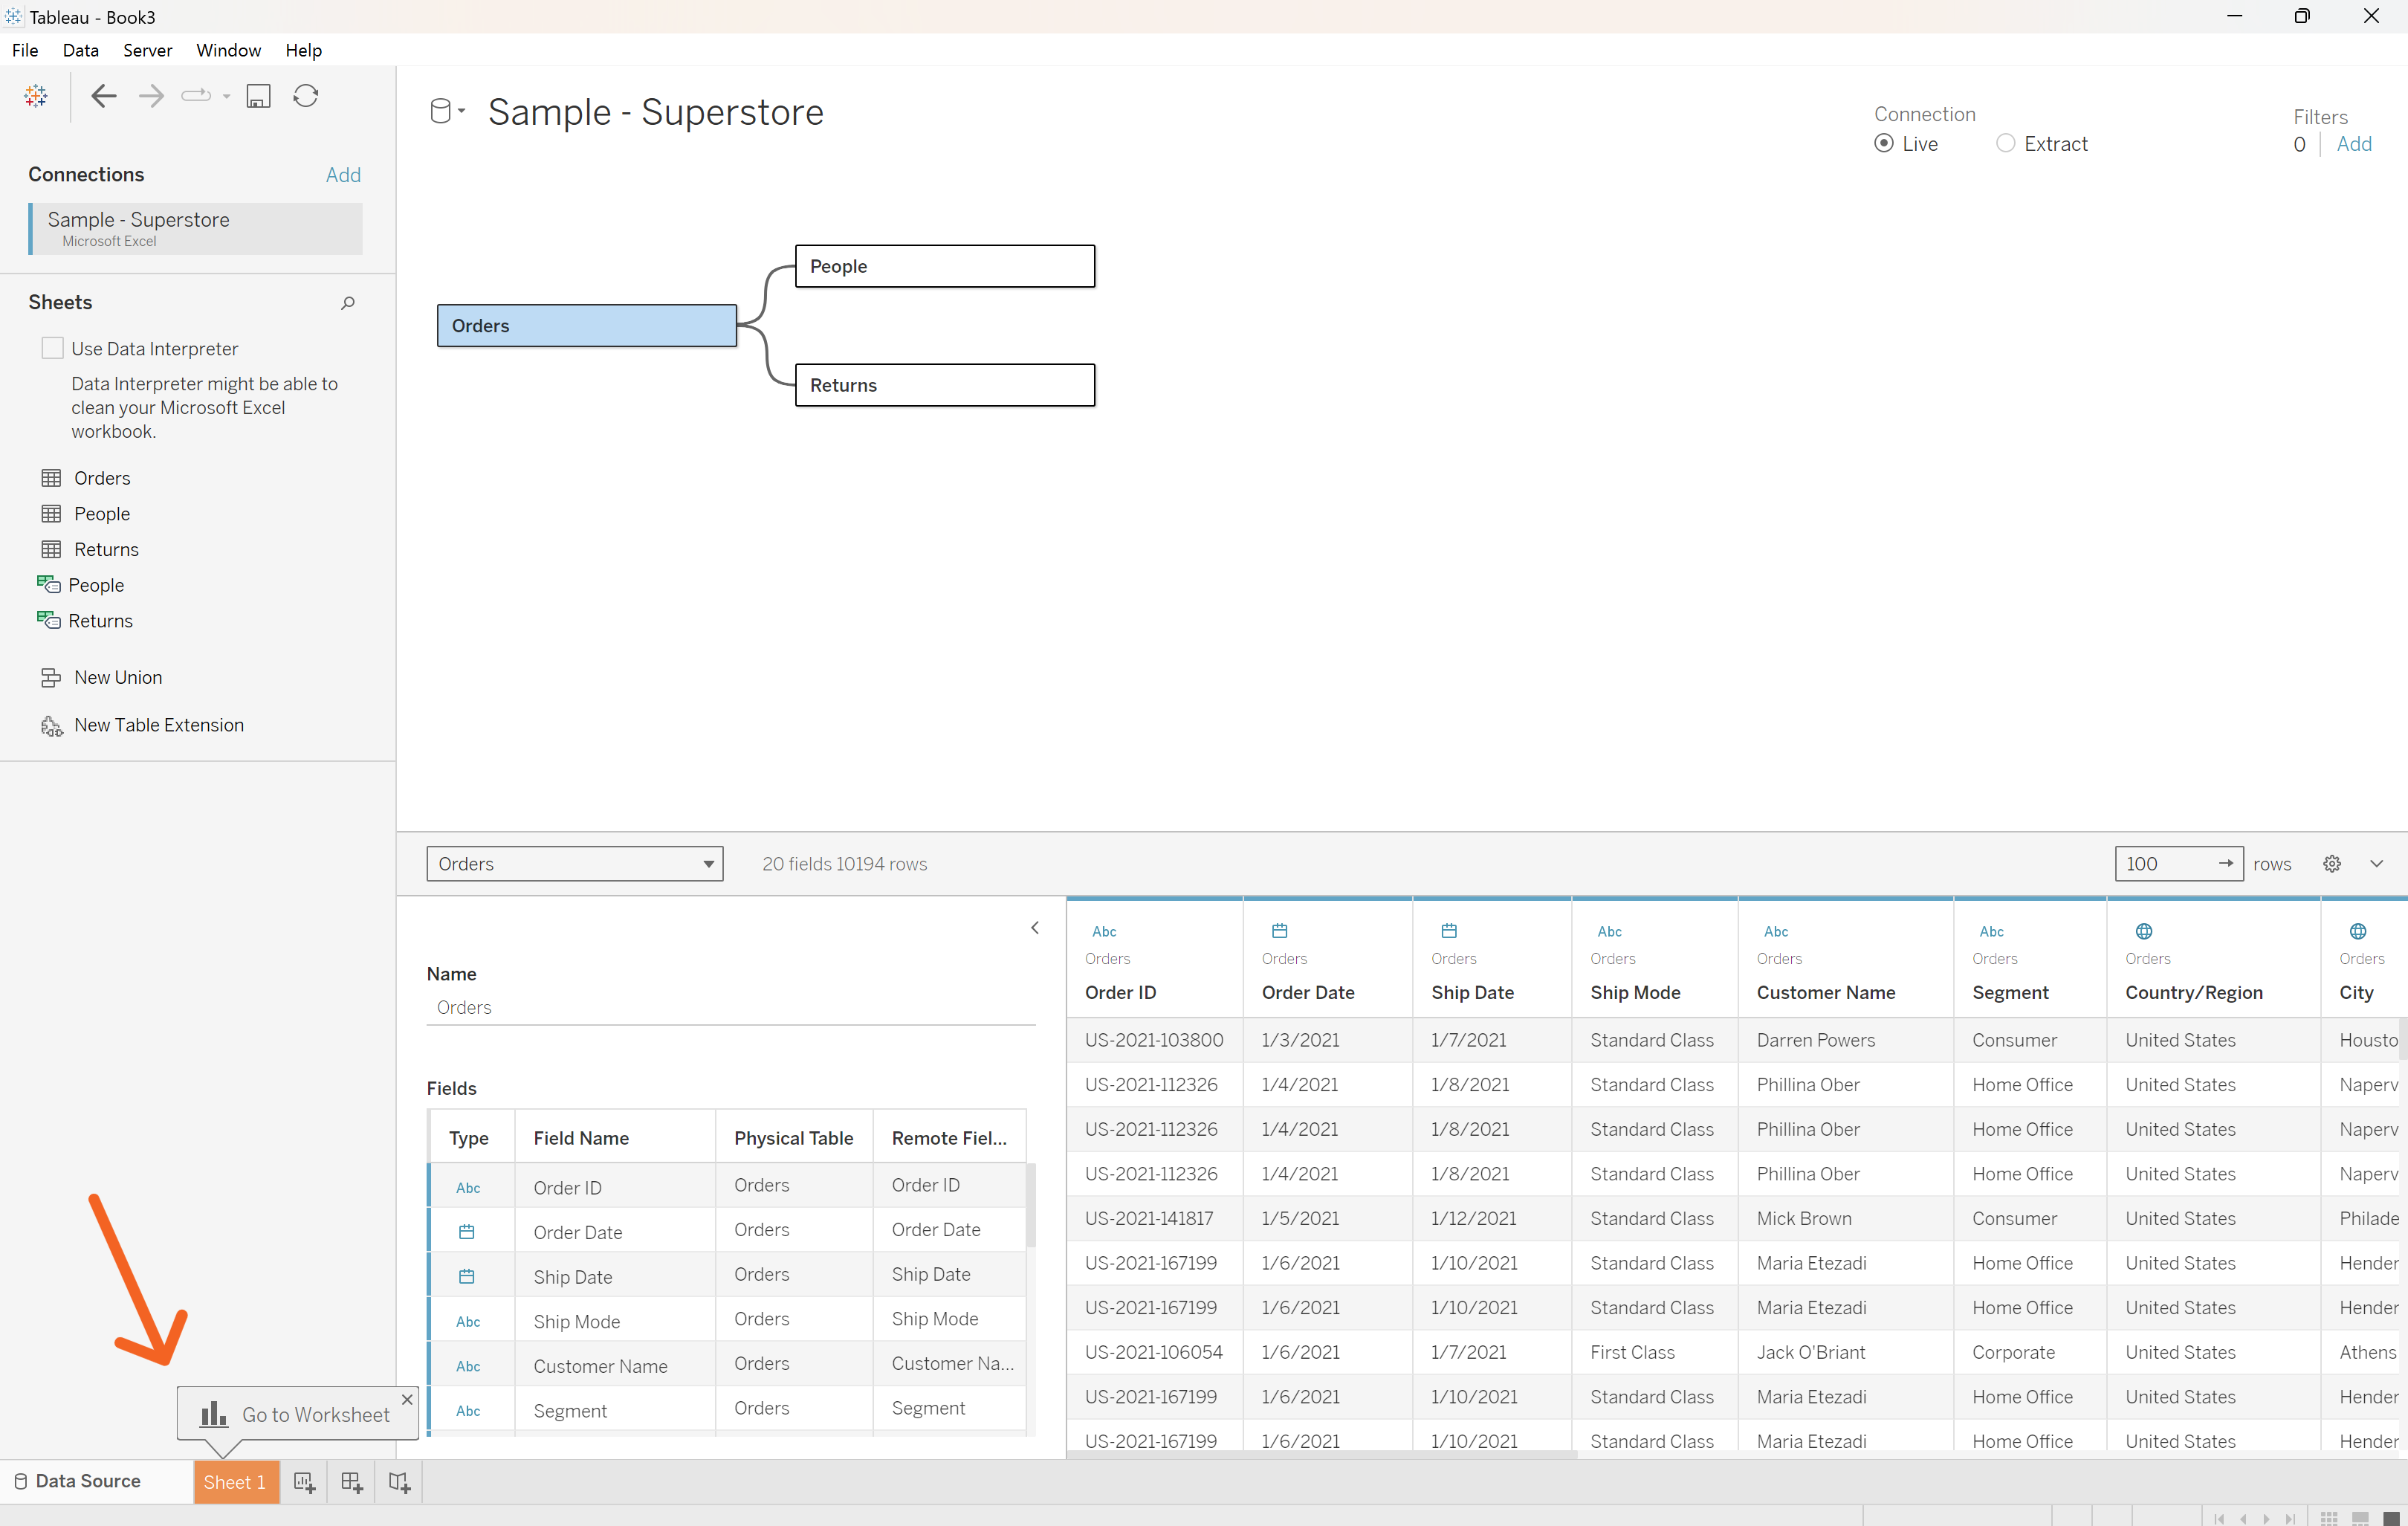 Tableau - Book3
File Data Server Window Help
Connections Add
Sample - Superstore
Microsoft Excel
Sheets
Use Data Interpreter
Data Interpreter might be able to
clean your Microsoft Excel
workbook.
Orders
People
Returns
People
Returns
New Union
New Table Extension
Sample - Superstore
Connection
Live Extract
Filters
0 Add
People
Orders
Returns
Orders 20 fields 10194 rows 100 rows
Name
Orders
Fields
Type Field Name Physical Table Remote Fiel...
Abc Order ID Orders Order ID
Order Date Orders Order Date
Ship Date Orders Ship Date
Abc Ship Mode Orders Ship Mode
Abc Customer Name Orders Customer Na...
Abc Segment Orders Segment
Abc Abc Abc Abc
Orders Orders Orders Orders Orders Orders Orders Orders
Order ID Order Date Ship Date Ship Mode Customer Name Segment Country/Region City
US-2021-103800 1/3/2021 1/7/2021 Standard Class Darren Powers Consumer United States Housto
US-2021-112326 1/4/2021 1/8/2021 Standard Class Phillina Ober Home Office United States Naperv
US-2021-112326 1/4/2021 1/8/2021 Standard Class Phillina Ober Home Office United States Naperv
US-2021-112326 1/4/2021 1/8/2021 Standard Class Phillina Ober Home Office United States Naperv
US-2021-141817 1/5/2021 1/12/2021 Standard Class Mick Brown Consumer United States Philade
US-2021-167199 1/6/2021 1/10/2021 Standard Class Maria Etezadi Home Office United States Hender
US-2021-167199 1/6/2021 1/10/2021 Standard Class Maria Etezadi Home Office United States Hender
US-2021-106054 1/6/2021 1/7/2021 First Class Jack O'Briant Corporate United States Athens
US-2021-167199 1/6/2021 1/10/2021 Standard Class Maria Etezadi Home Office United States Hender
US-2021-167199 1/6/2021 1/10/2021 Standard Class Maria Etezadi Home Office United States Hender
Go to Worksheet
Data Source Sheet 1